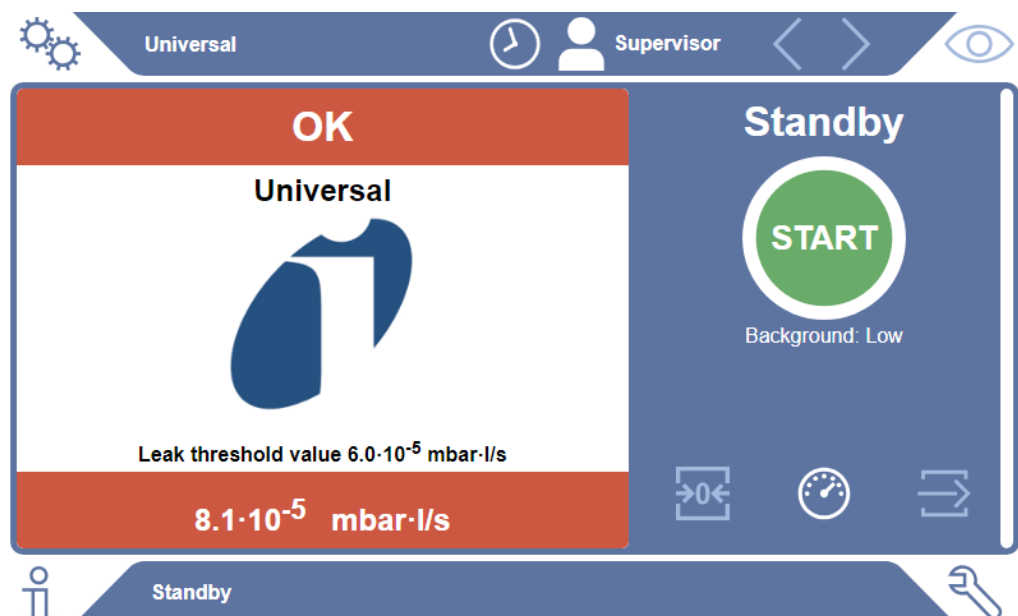 Universal
Supervisor
OK
Universal
Leak threshold value 6.0·10⁻⁵ mbar·l/s
8.1·10⁻⁵ mbar·l/s
Standby
START
Background: Low
→0←
Standby